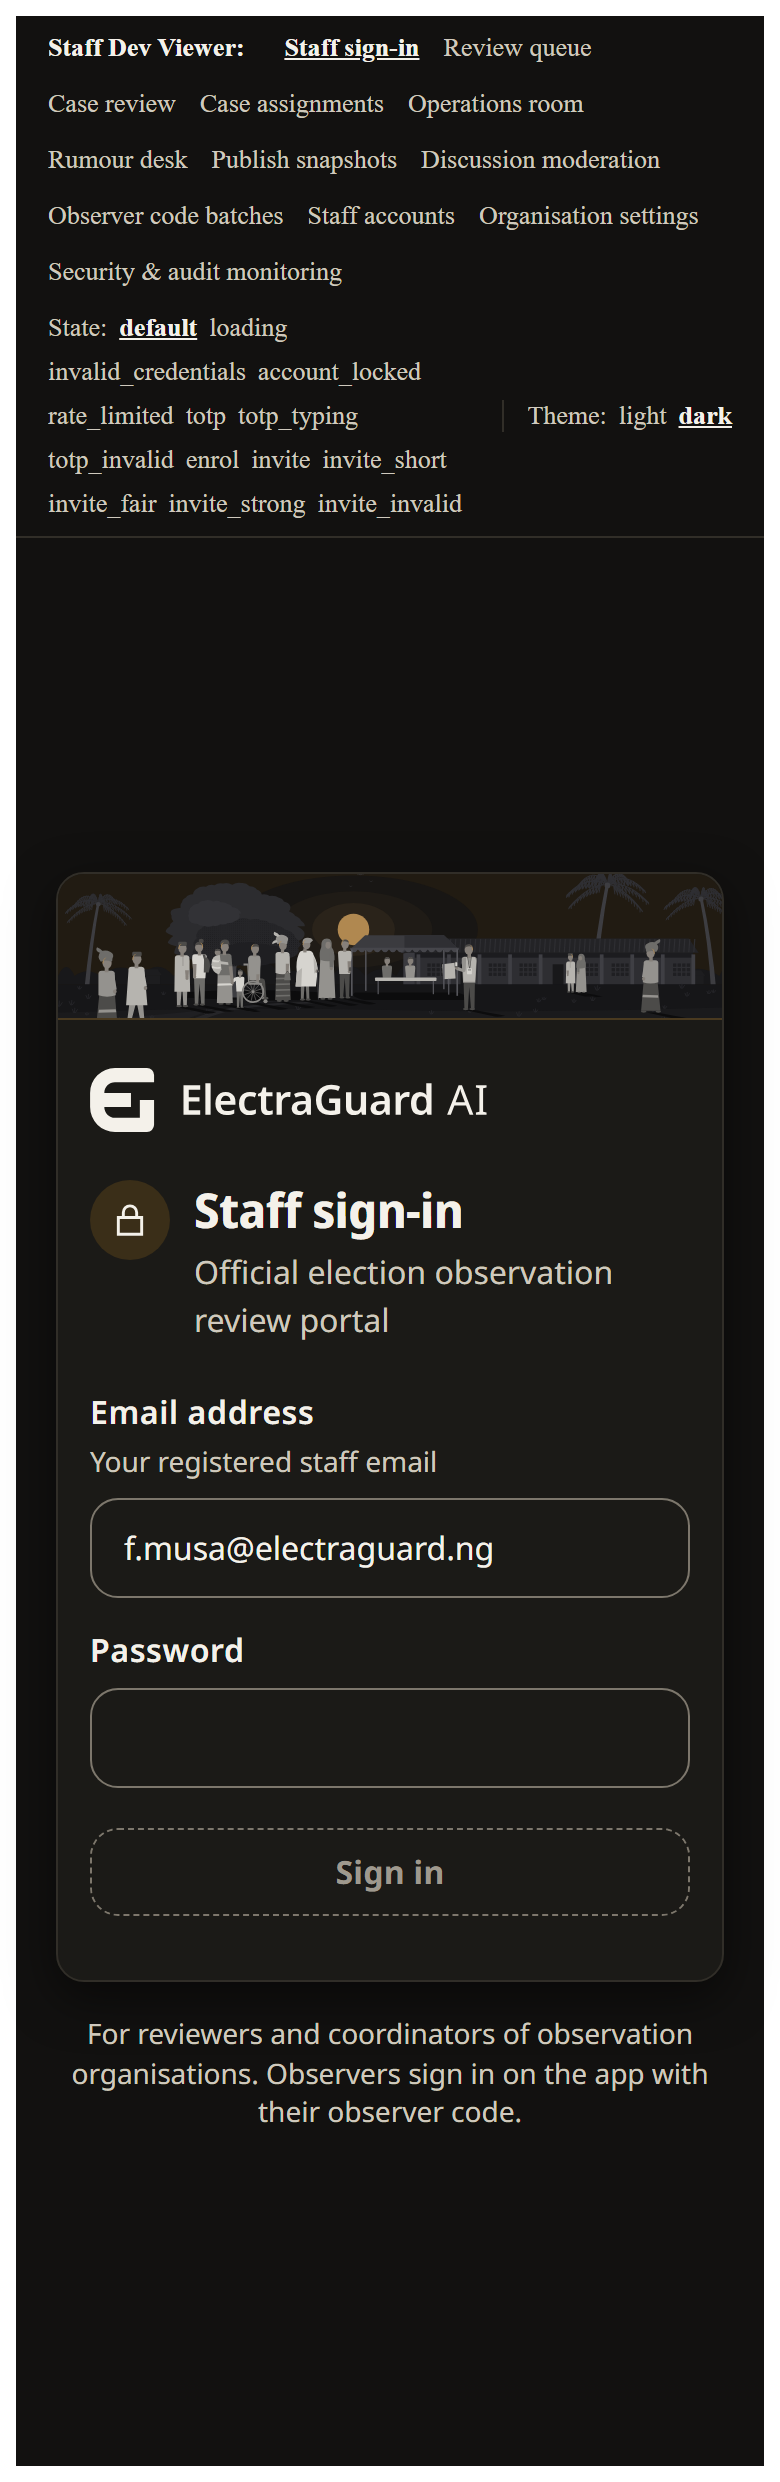 Staff Dev Viewer: Staff sign-in Review queue
Case review Case assignments Operations room
Rumour desk Publish snapshots Discussion moderation
Observer code batches Staff accounts Organisation settings
Security & audit monitoring
State: default loading
invalid_credentials account_locked
rate_limited totp totp_typing
totp_invalid enrol invite invite_short
invite_fair invite_strong invite_invalid
Theme: light dark
ElectraGuard AI
Staff sign-in
Official election observation
review portal
Email address
Your registered staff email
f.musa@electraguard.ng
Password
Sign in
For reviewers and coordinators of observation
organisations. Observers sign in on the app with
their observer code.